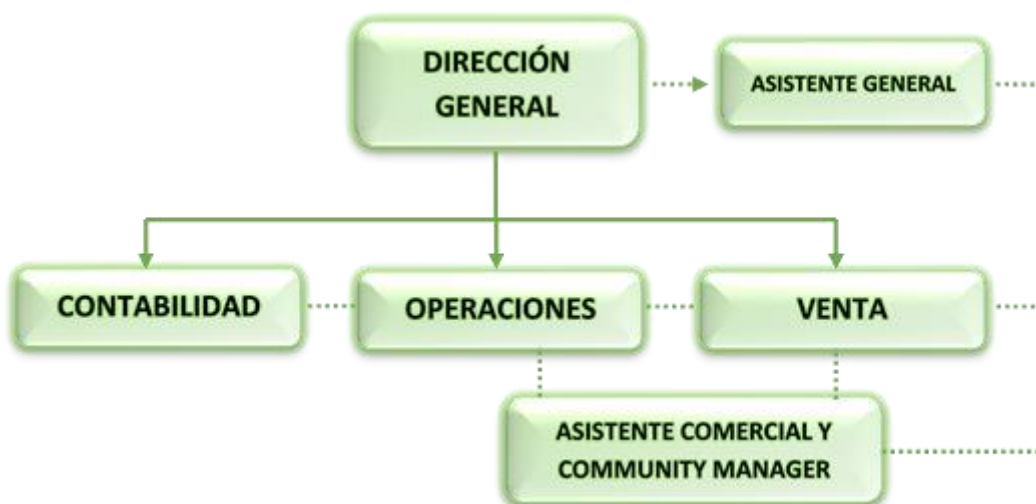 DIRECCIÓN
GENERAL
ASISTENTE GENERAL
CONTABILIDAD
OPERACIONES
VENTA
ASISTENTE COMERCIAL Y
COMMUNITY MANAGER